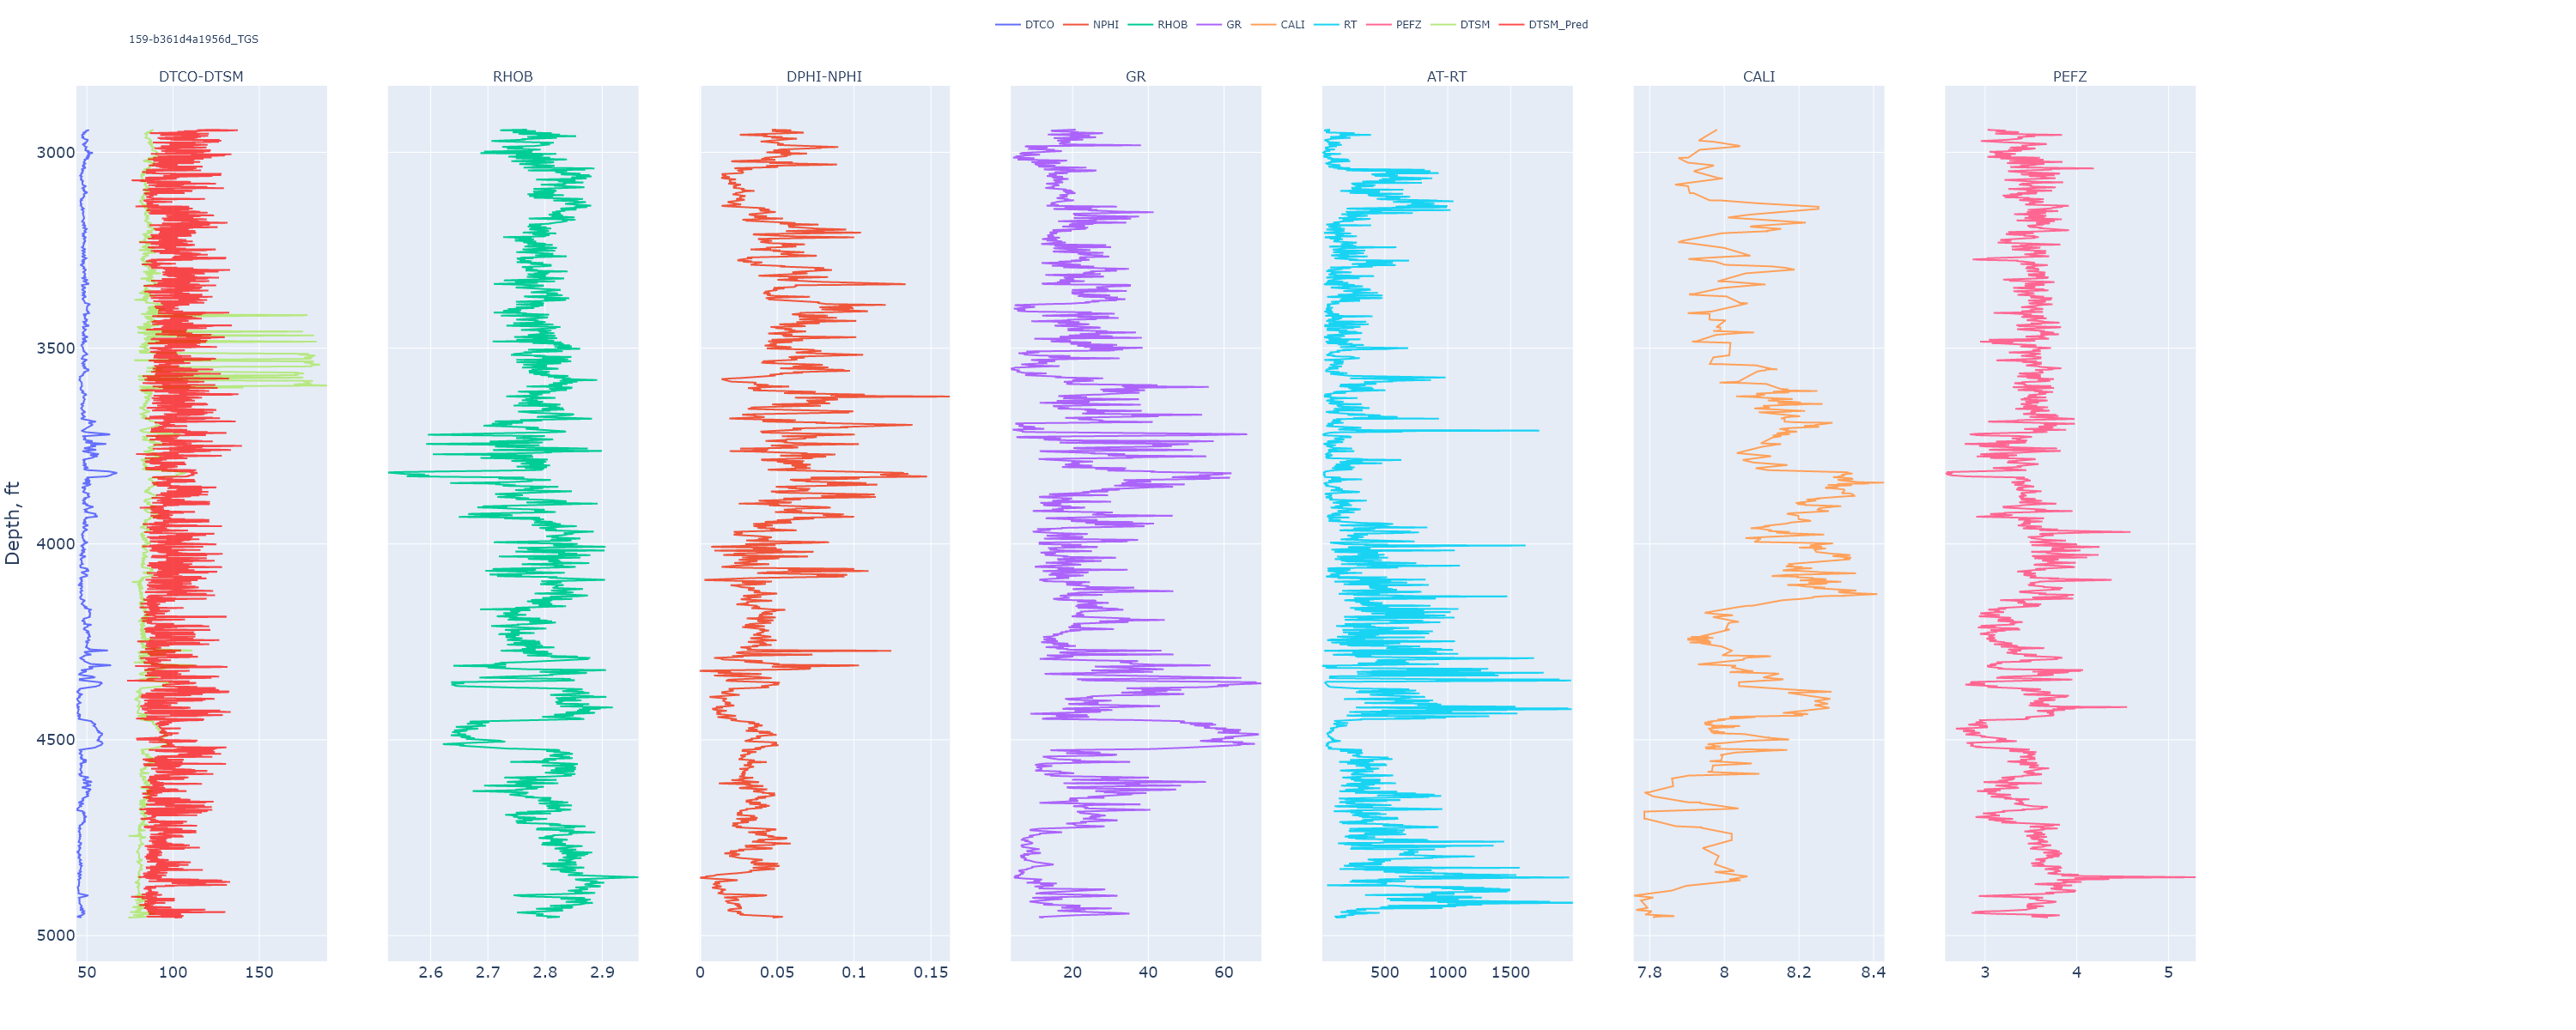 DTCO NPHI RHOB GR CALI RT PEFZ DTSM DTSM_Pred
159-b361d4a1956d_TGS
DTCO-DTSM RHOB DPHI-NPHI GR AT-RT CALI PEFZ
Depth, ft
3000
3500
4000
4500
5000
50 100 150 2.6 2.7 2.8 2.9 0 0.05 0.1 0.15 20 40 60 500 1000 1500 7.8 8 8.2 8.4 3 4 5